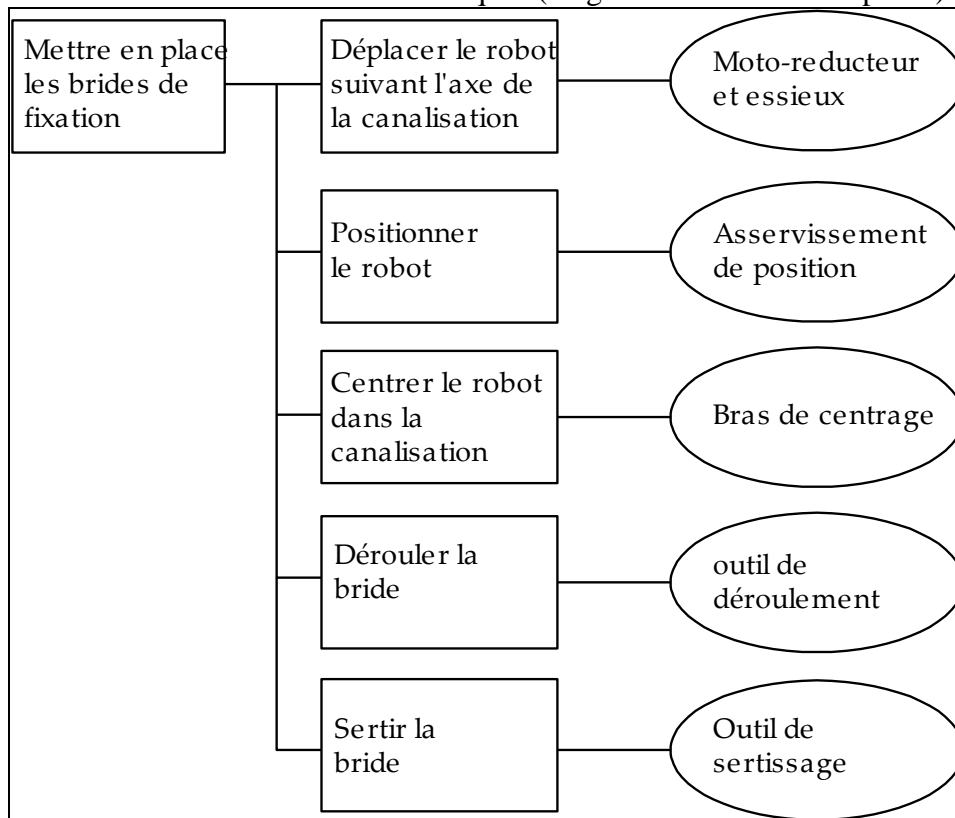 Mettre en place
les brides de
fixation
Déplacer le robot
suivant l'axe de
la canalisation
Moto-reducteur
et essieux
Positionner
le robot
Asservissement
de position
Centrer le robot
dans la
canalisation
Bras de centrage
Dérouler la
bride
outil de
déroulement
Sertir la
bride
Outil de
sertissage